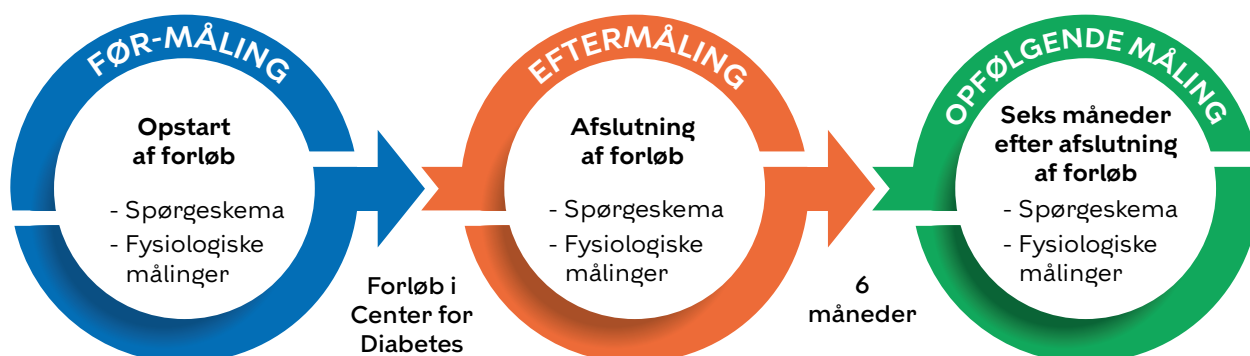 FØR-MÅLING
Opstart
af forløb
- Spørgeskema
- Fysiologiske
målinger
Forløb i
Center for
Diabetes
EFTERMÅLING
Afslutning
af forløb
- Spørgeskema
- Fysiologiske
målinger
6
måneder
OPFØLGENDE MÅLING
Seks måneder
efter afslutning
af forløb
- Spørgeskema
- Fysiologiske
målinger